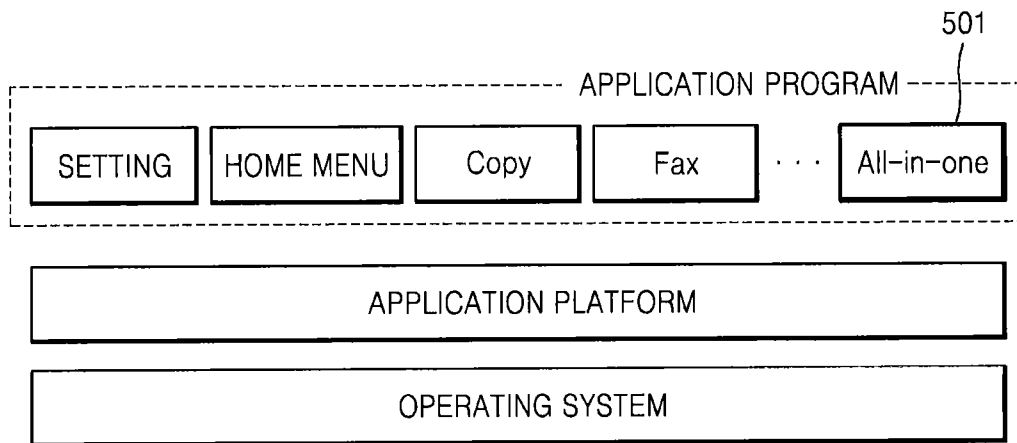 501
APPLICATION PROGRAM
SETTING HOME MENU Copy Fax ··· All-in-one
APPLICATION PLATFORM
OPERATING SYSTEM